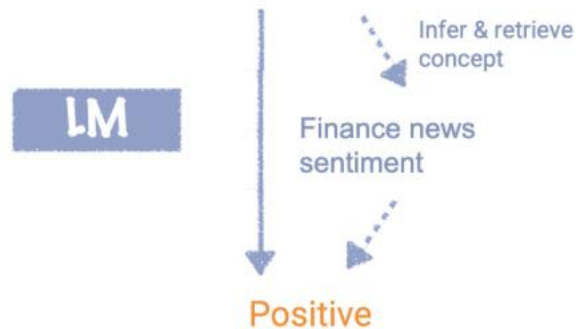 Infer & retrieve
concept
LM
Finance news
sentiment
Positive